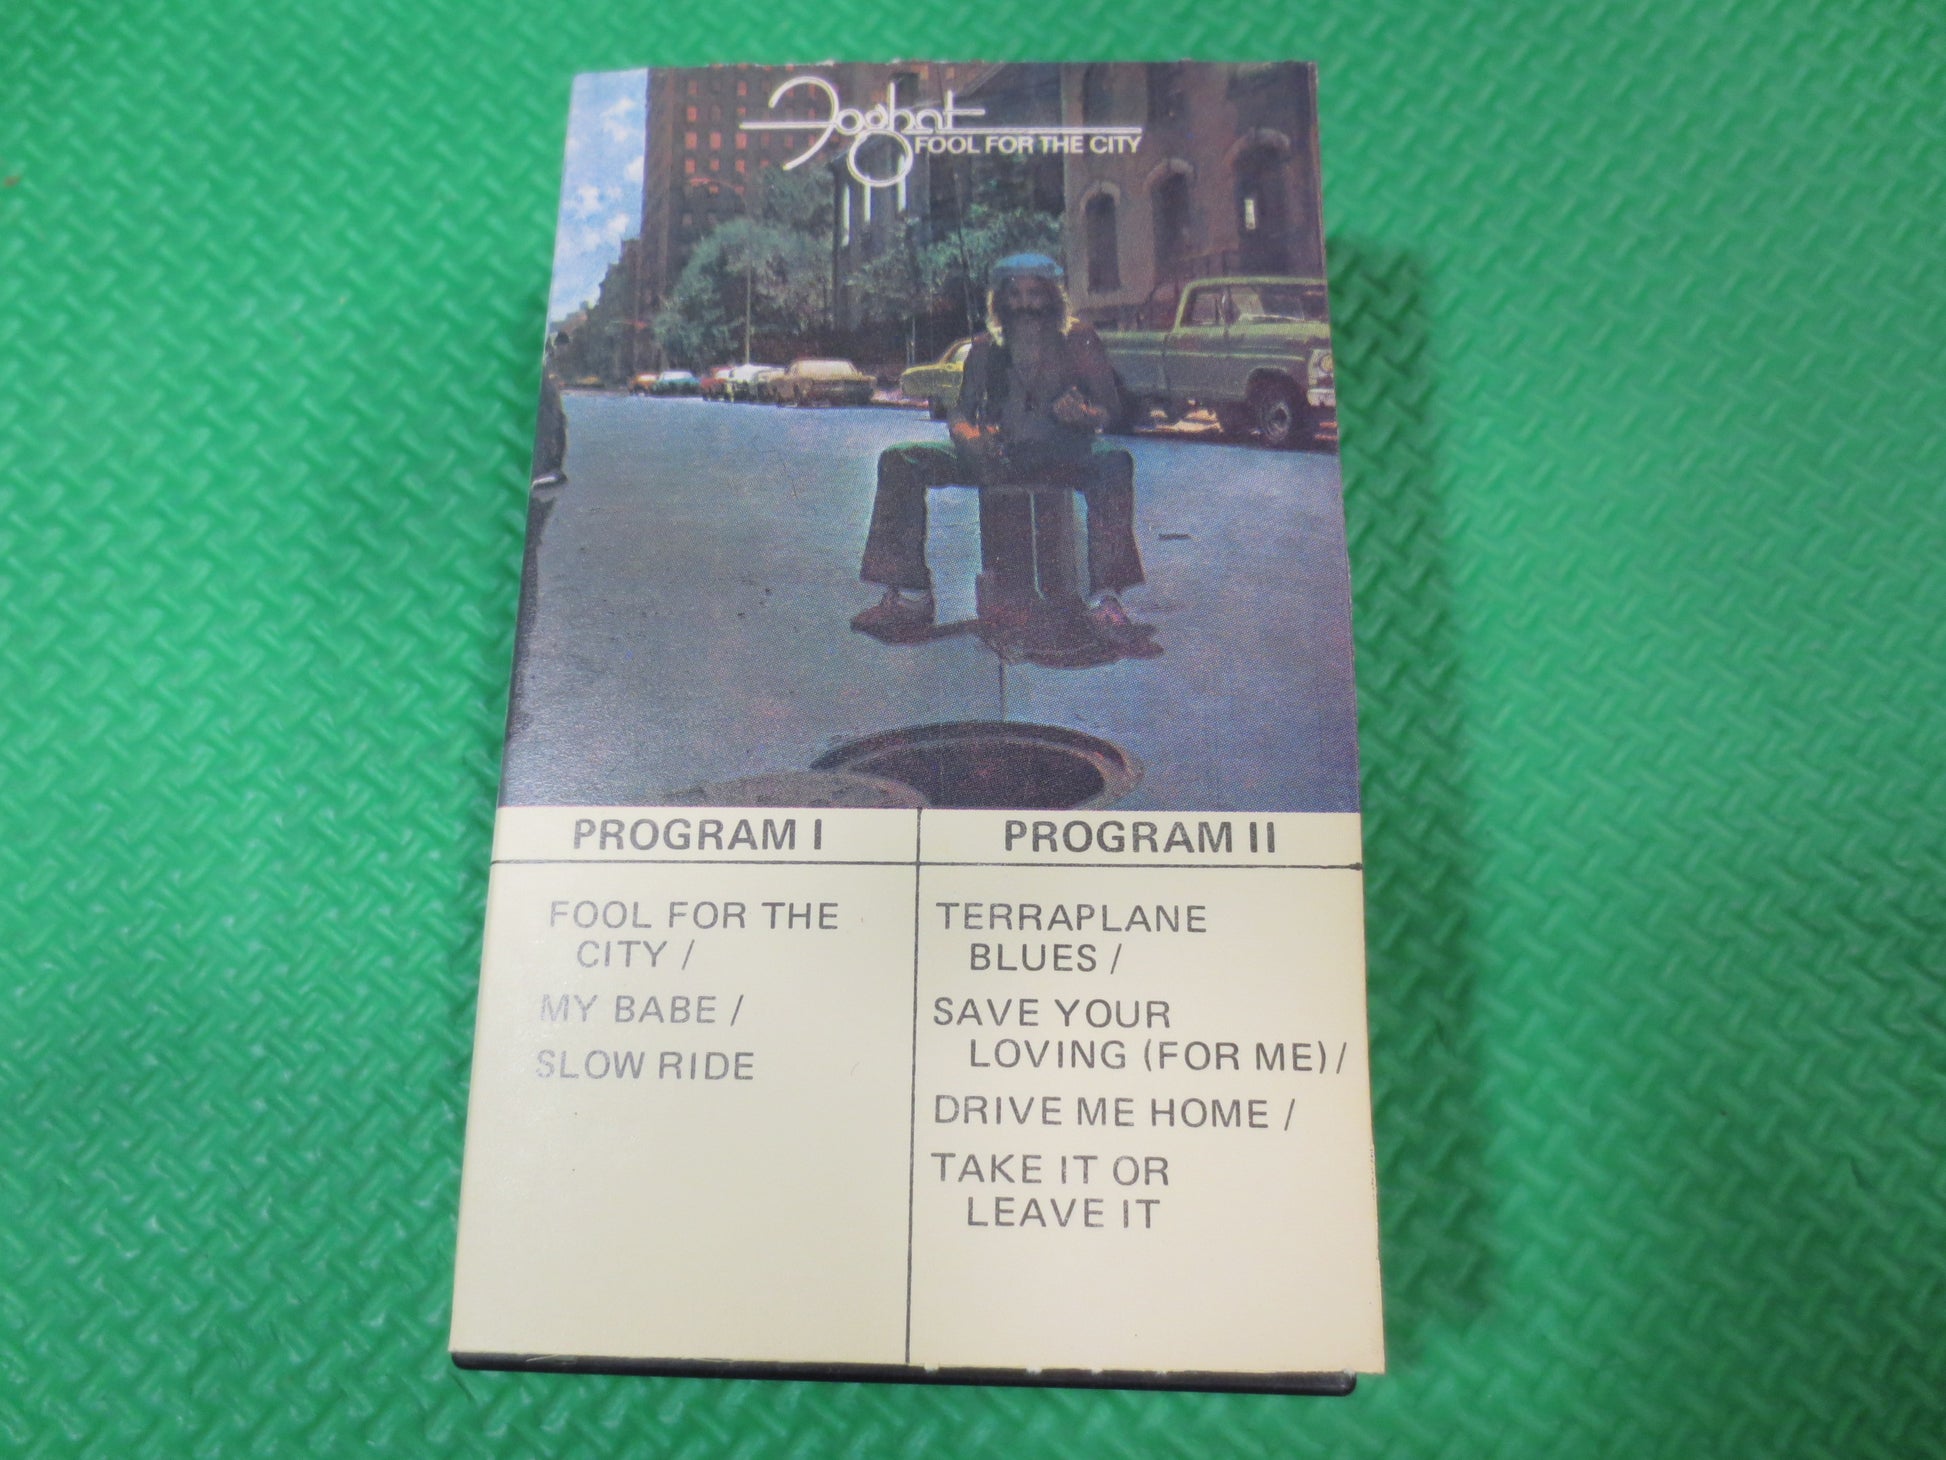 Foghat
FOOL FOR THE CITY
PROGRAM I
PROGRAM II
FOOL FOR THE
CITY /
MY BABE /
SLOW RIDE
TERRAPLANE
BLUES /
SAVE YOUR
LOVING (FOR ME) /
DRIVE ME HOME /
TAKE IT OR
LEAVE IT